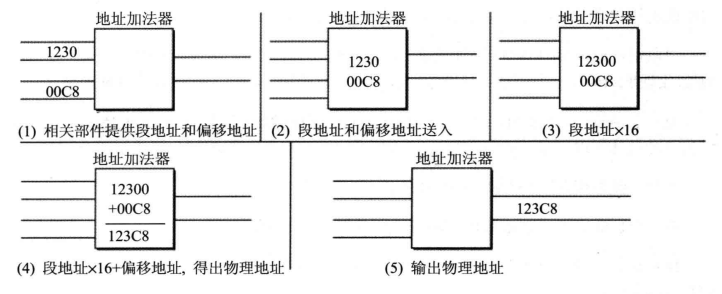 地址加法器
1230
00C8
(1) 相关部件提供段地址和偏移地址
地址加法器
1230
00C8
(2) 段地址和偏移地址送入
地址加法器
12300
00C8
(3) 段地址×16
地址加法器
12300
+00C8
123C8
(4) 段地址×16+偏移地址, 得出物理地址
地址加法器
123C8
(5) 输出物理地址